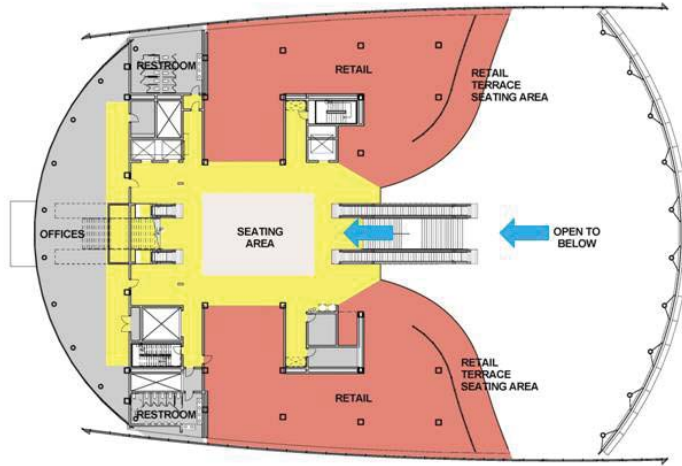 RESTROOM
RETAIL
RETAIL
TERRACE
SEATING AREA
OFFICES
SEATING
AREA
OPEN TO
BELOW
RETAIL
TERRACE
SEATING AREA
RETAIL
RESTROOM